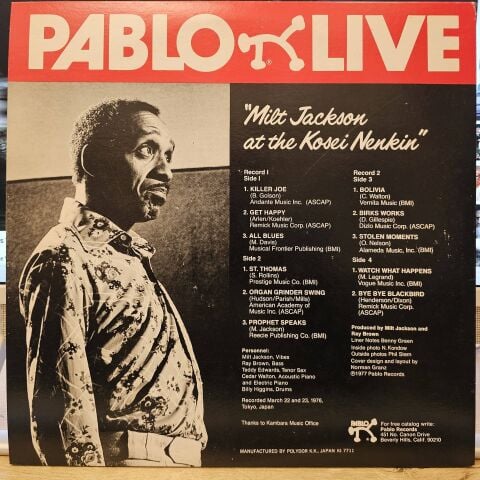 PABLO LIVE
®
"Milt Jackson
at the Kosei Nenkin"
Record I
Side I
1. KILLER JOE
(B. Golson)
Andante Music Inc. (ASCAP)
2. GET HAPPY
(Arlen/Koehler)
Remick Music Corp. (ASCAP)
3. ALL BLUES
(M. Davis)
Musical Frontier Publishing (BMI)
Side 2
1. ST. THOMAS
(S. Rollins)
Prestige Music Co. (BMI)
2. ORGAN GRINDER SWING
(Hudson/Parish/Mills)
American Academy of
Music Inc. (ASCAP)
3. PROPHET SPEAKS
(M. Jackson)
Reecie Publishing Co. (BMI)
Personnel:
Milt Jackson, Vibes
Ray Brown, Bass
Teddy Edwards, Tenor Sax
Cedar Walton, Acoustic Piano
and Electric Piano
Billy Higgins, Drums
Recorded March 22 and 23, 1976,
Tokyo, Japan
Thanks to Kambara Music Office
Record 2
Side 3
1. BOLIVIA
(C. Walton)
Vernita Music (BMI)
2. BIRKS WORKS
(D. Gillespie)
Dizlo Music Corp. (ASCAP)
3. STOLEN MOMENTS
(O. Nelson)
Alameda Music, Inc. (BMI)
Side 4
1. WATCH WHAT HAPPENS
(M. Legrand)
Vogue Music Inc. (BMI)
2. BYE BYE BLACKBIRD
(Henderson/Dixon)
Remick Music Corp.
(ASCAP)
Produced by Milt Jackson and
Ray Brown
Liner Notes Benny Green
Inside photo N. Kondow
Outside photos Phil Stern
Cover design and layout by
Norman Granz
©1977 Pablo Records
PABLO
For free catalog write:
Pablo Records
451 No. Canon Drive
Beverly Hills, Calif. 90210
MANUFACTURED BY POLYDOR K.K., JAPAN 93 7711